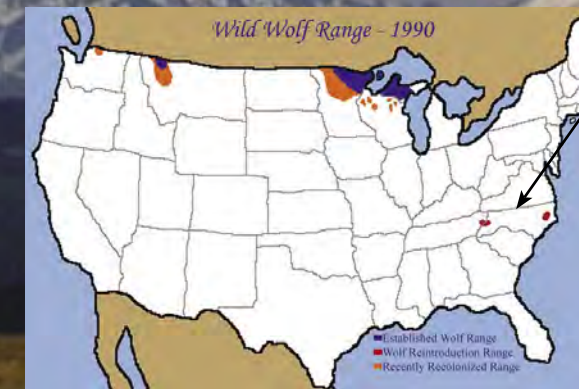 Wild Wolf Range - 1990
Established Wolf Range
Wolf Reintroduction Range
Recently Recolonized Range